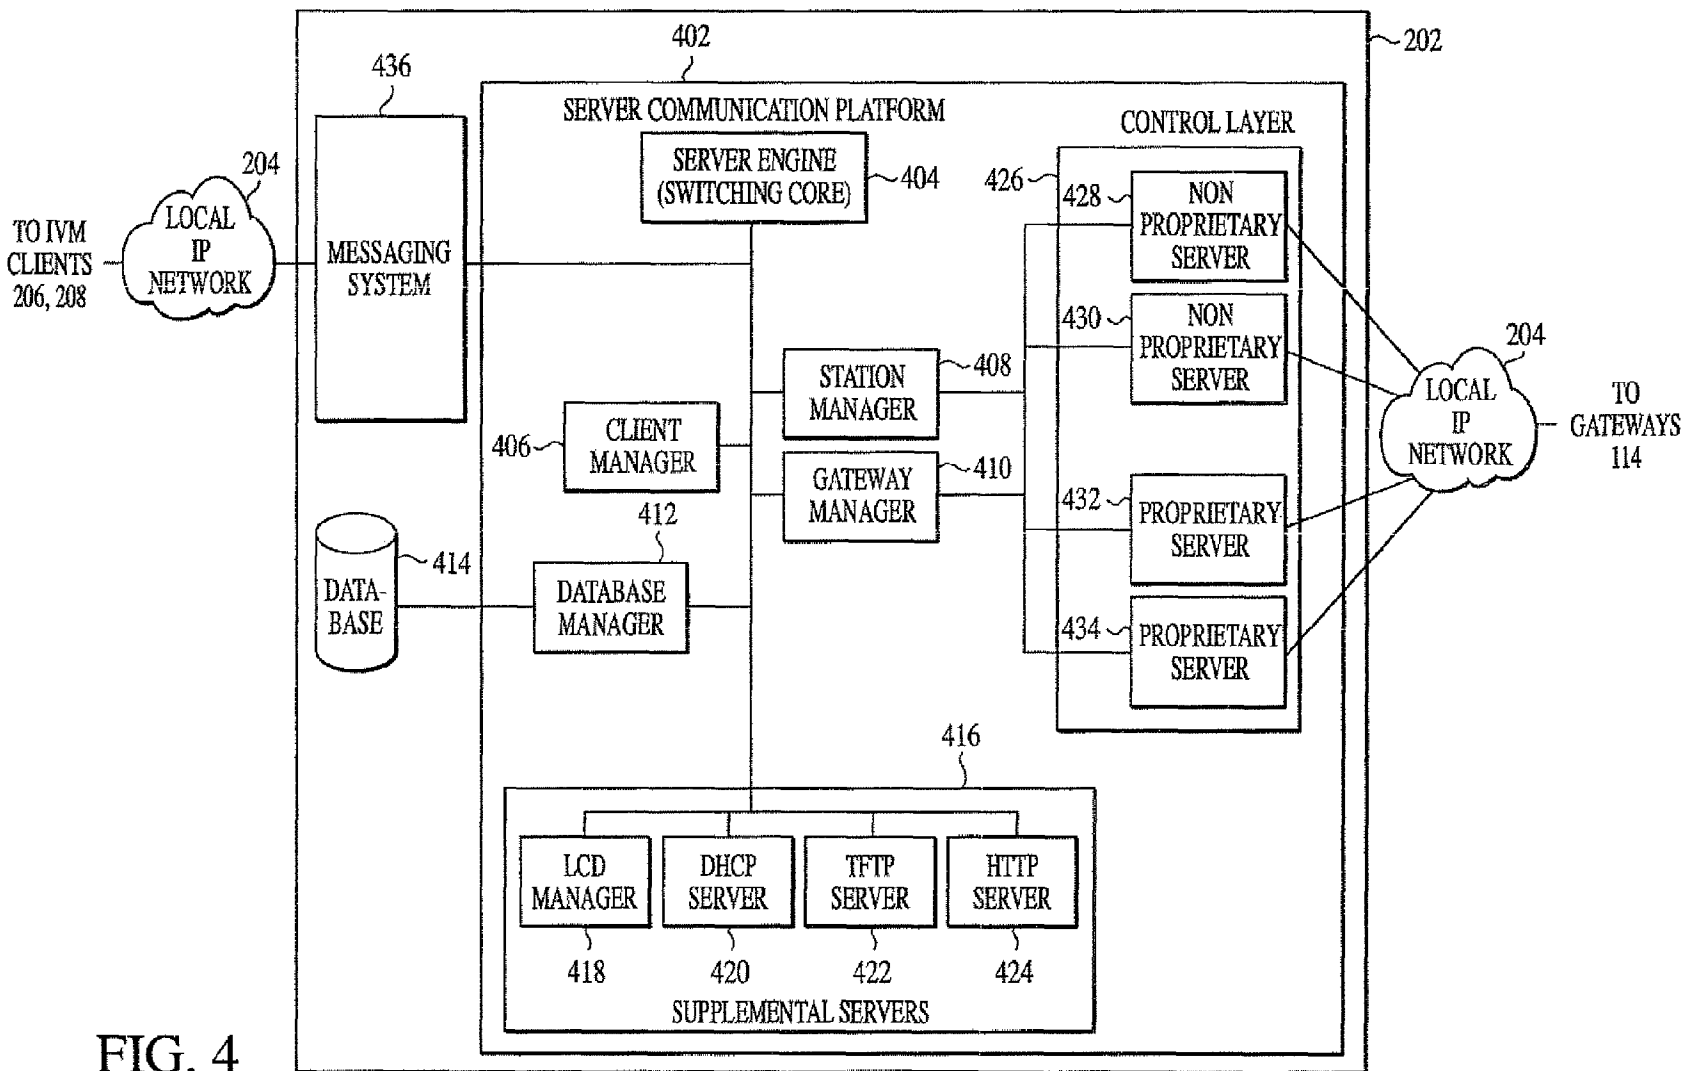 402
202
436
SERVER COMMUNICATION PLATFORM
CONTROL LAYER
SERVER ENGINE
(SWITCHING CORE)
404
426
428
NON
PROPRIETARY
SERVER
204
LOCAL
IP
NETWORK
TO IVM
CLIENTS
206, 208
MESSAGING
SYSTEM
430
NON
PROPRIETARY
SERVER
204
LOCAL
IP
NETWORK
TO
GATEWAYS
114
STATION
MANAGER
408
406
CLIENT
MANAGER
GATEWAY
MANAGER
410
432
PROPRIETARY
SERVER
412
414
DATA-
BASE
DATABASE
MANAGER
434
PROPRIETARY
SERVER
416
LCD
MANAGER
DHCP
SERVER
TFTP
SERVER
HTTP
SERVER
418
420
422
424
SUPPLEMENTAL SERVERS
FIG. 4